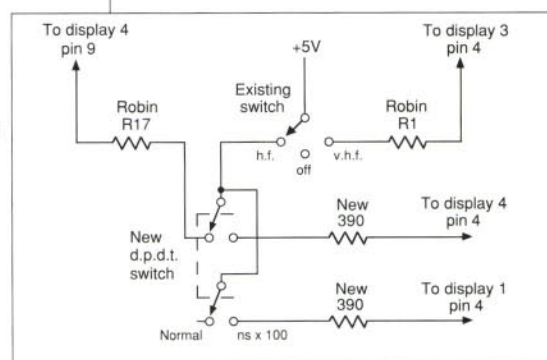 To display 4
pin 9
To display 3
pin 4
+5V
Existing
switch
Robin
R17
Robin
R1
h.f.
off
v.h.f.
New
d.p.d.t.
switch
New
390
To display 4
pin 4
New
390
To display 1
pin 4
Normal
ns x 100